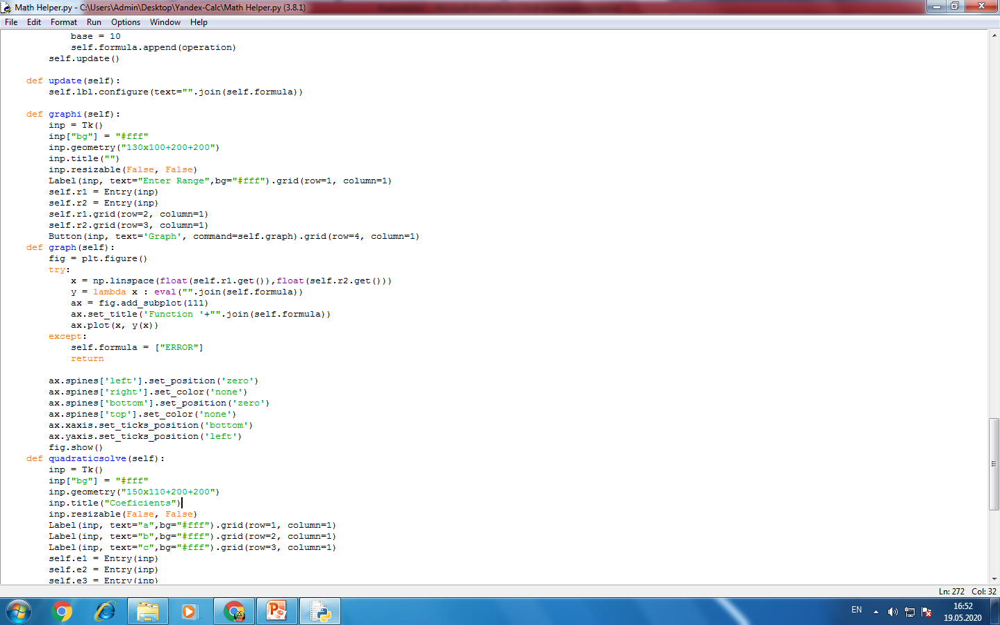 Math Helper.py - C:\Users\Admin\Desktop\Yandex-Calc\Math Helper.py (3.8.1)
File Edit Format Run Options Window Help
            base = 10
            self.formula.append(operation)
        self.update()

    def update(self):
        self.lbl.configure(text="".join(self.formula))

    def graphi(self):
        inp = Tk()
        inp["bg"] = "#fff"
        inp.geometry("130x100+200+200")
        inp.title("")
        inp.resizable(False, False)
        Label(inp, text="Enter Range",bg="#fff").grid(row=1, column=1)
        self.r1 = Entry(inp)
        self.r2 = Entry(inp)
        self.r1.grid(row=2, column=1)
        self.r2.grid(row=3, column=1)
        Button(inp, text='Graph', command=self.graph).grid(row=4, column=1)
    def graph(self):
        fig = plt.figure()
        try:
            x = np.linspace(float(self.r1.get()),float(self.r2.get()))
            y = lambda x : eval("".join(self.formula))
            ax = fig.add_subplot(111)
            ax.set_title('Function '+"".join(self.formula))
            ax.plot(x, y(x))
        except:
            self.formula = ["ERROR"]
            return

        ax.spines['left'].set_position('zero')
        ax.spines['right'].set_color('none')
        ax.spines['bottom'].set_position('zero')
        ax.spines['top'].set_color('none')
        ax.xaxis.set_ticks_position('bottom')
        ax.yaxis.set_ticks_position('left')
        fig.show()
    def quadraticsolve(self):
        inp = Tk()
        inp["bg"] = "#fff"
        inp.geometry("150x110+200+200")
        inp.title("Coeficients")
        inp.resizable(False, False)
        Label(inp, text="a",bg="#fff").grid(row=1, column=1)
        Label(inp, text="b",bg="#fff").grid(row=2, column=1)
        Label(inp, text="c",bg="#fff").grid(row=3, column=1)
        self.e1 = Entry(inp)
        self.e2 = Entry(inp)
        self.e3 = Entry(inp)
Ln: 272 Col: 32
EN
16:52
19.05.2020